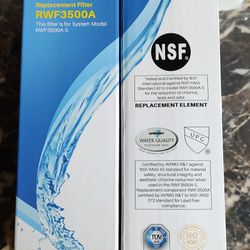 Replacement Filter
RWF3500A
This filter is for System Model
RWF3500A-S
NSF
®
Tested and Certified by NSF
International against NSF/ANSI
Standard 42 in model RWF3500A-S for
the reduction of chlorine,
taste and odor.
REPLACEMENT ELEMENT
WATER QUALITY
UPC
®
Certified by IAPMO R&T against
NSF/ANSI 42 standard for material
safety, structural integrity and
aesthetic chlorine reduction when
used in the RWF3500A-S.
Replacement component RWF3500A
certified by IAPMO R&T to NSF/ANSI
372 standard for Lead free
compliance.
TÜV
ISO
9001